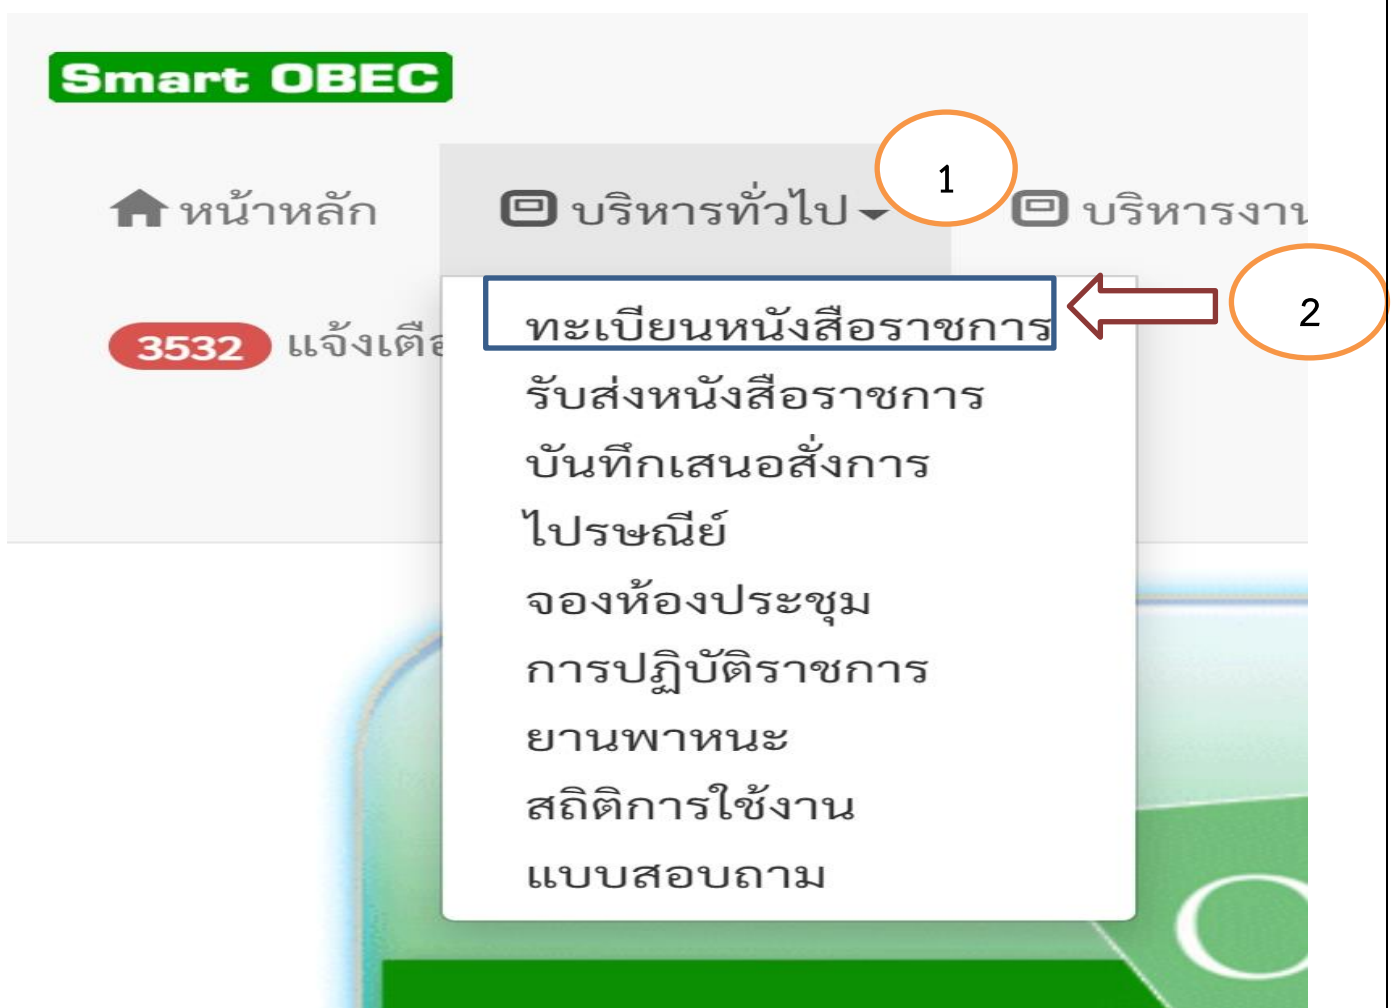 Smart OBEC
หน้าหลัก บริหารทั่วไป 1 บริหารงาน
ทะเบียนหนังสือราชการ 2
3532 แจ้งเตือ
รับส่งหนังสือราชการ
บันทึกเสนอสั่งการ
ไปรษณีย์
จองห้องประชุม
การปฏิบัติราชการ
ยานพาหนะ
สถิติการใช้งาน
แบบสอบถาม
O